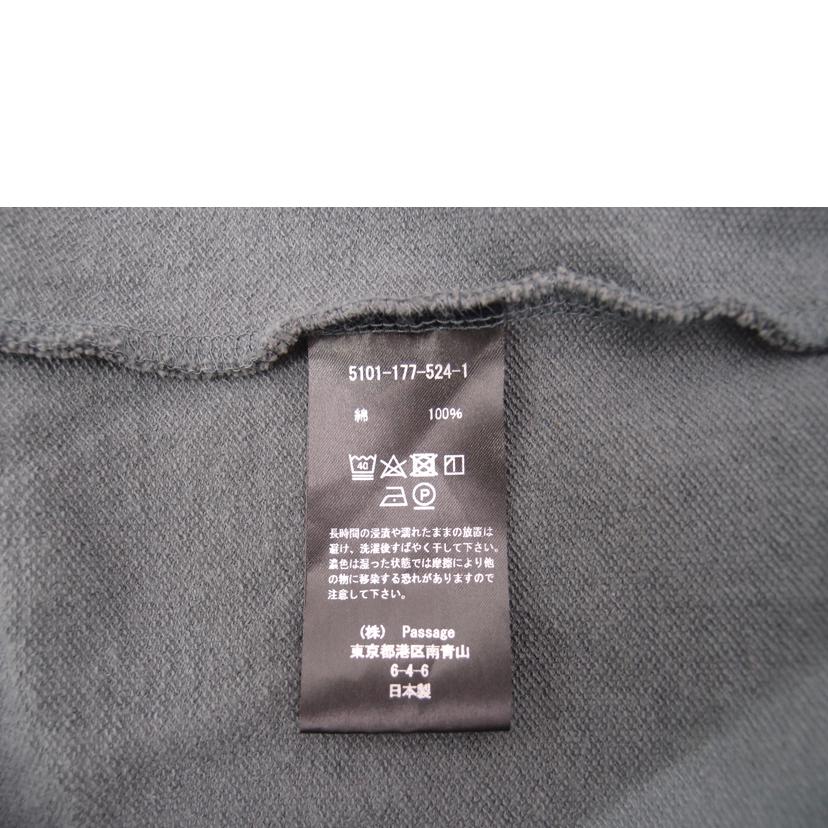 5101-177-524-1
綿 100%
40
P
長時間の浸漬や濡れたままの放置は
避け、洗濯後すばやく干して下さい。
濃色は湿った状態では摩擦により他
の物に移染する恐れがありますので
注意して下さい。
(株) Passage
東京都港区南青山
6-4-6
日本製